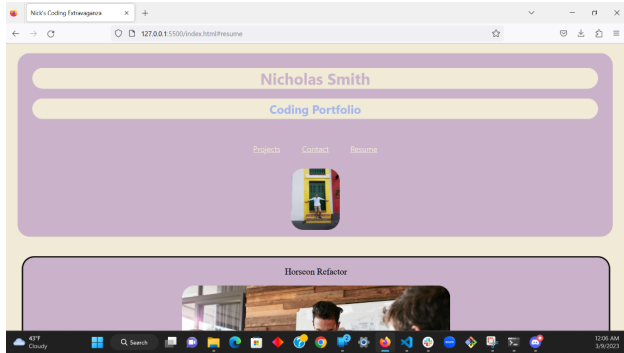 Nick's Coding Extravaganza
127.0.0.1:5500/index.html#resume
Nicholas Smith
Coding Portfolio
Projects Contact Resume
Horseon Refactor
43°F
Cloudy
Search
12:06 AM
3/9/2023